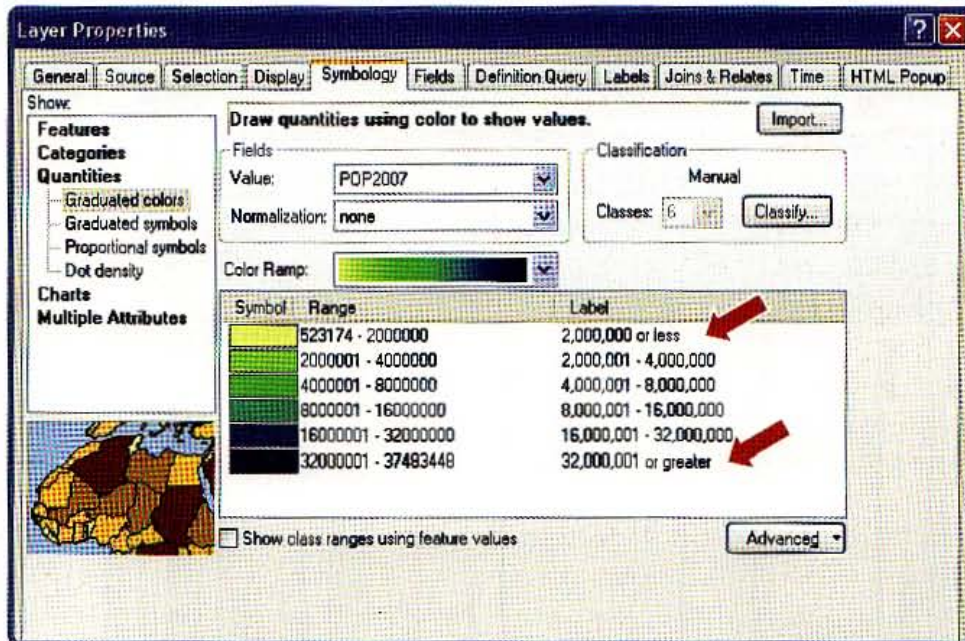 Layer Properties
General Source Selection Display Symbology Fields Definition Query Labels Joins & Relates Time HTML Popup
Show:
Features
Categories
Quantities
Graduated colors
Graduated symbols
Proportional symbols
Dot density
Charts
Multiple Attributes
Draw quantities using color to show values.
Import...
Fields
Value: POP2007
Normalization: none
Classification
Manual
Classes: 6 Classify...
Color Ramp:
Symbol Range Label
523174 - 2000000 2,000,000 or less
2000001 - 4000000 2,000,001 - 4,000,000
4000001 - 8000000 4,000,001 - 8,000,000
8000001 - 16000000 8,000,001 - 16,000,000
16000001 - 32000000 16,000,001 - 32,000,000
32000001 - 37483448 32,000,001 or greater
Show class ranges using feature values
Advanced